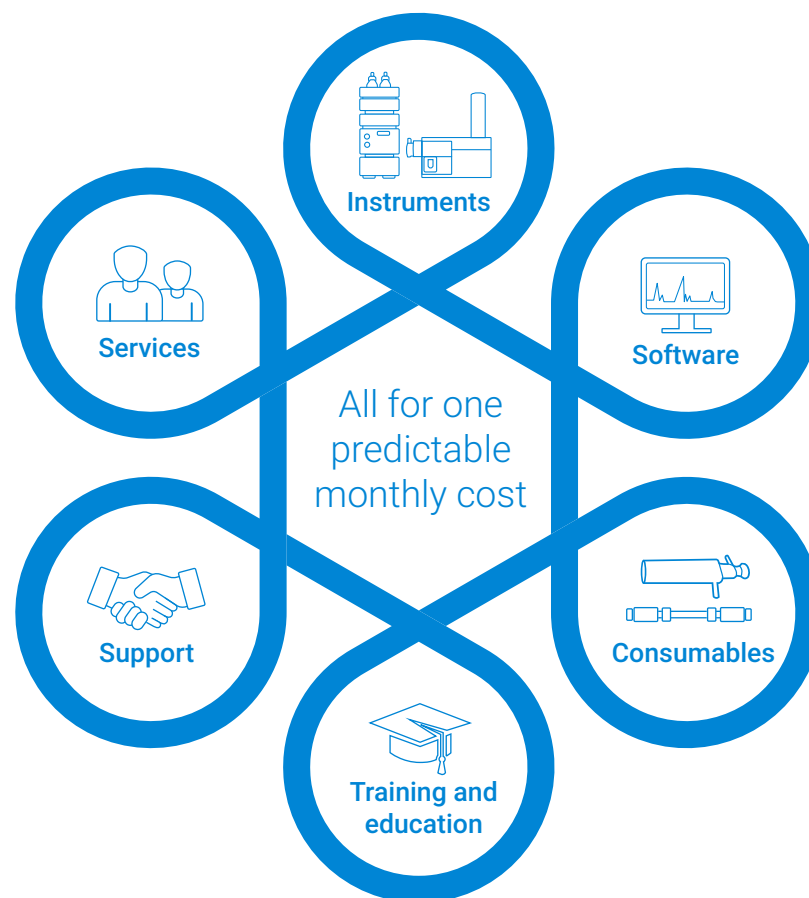 Instruments
Services
Software
All for one
predictable
monthly cost
Support
Consumables
Training and
education